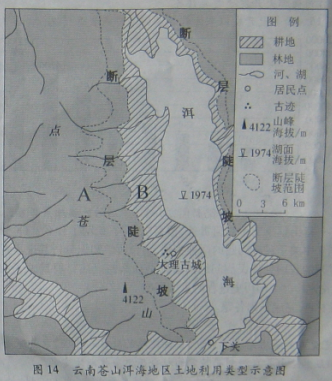 图 例
耕地
林地
河、湖
居民点
古迹
4122 山峰
海拔/m
1974 湖面
海拔/m
断层陡
坡范围
0 3 6 km
断
层
陡
坡
断
层
陡
坡
洱
海
1974
点
苍
山
A
B
大理古城
4122
下关
图 14 云南苍山洱海地区土地利用类型示意图